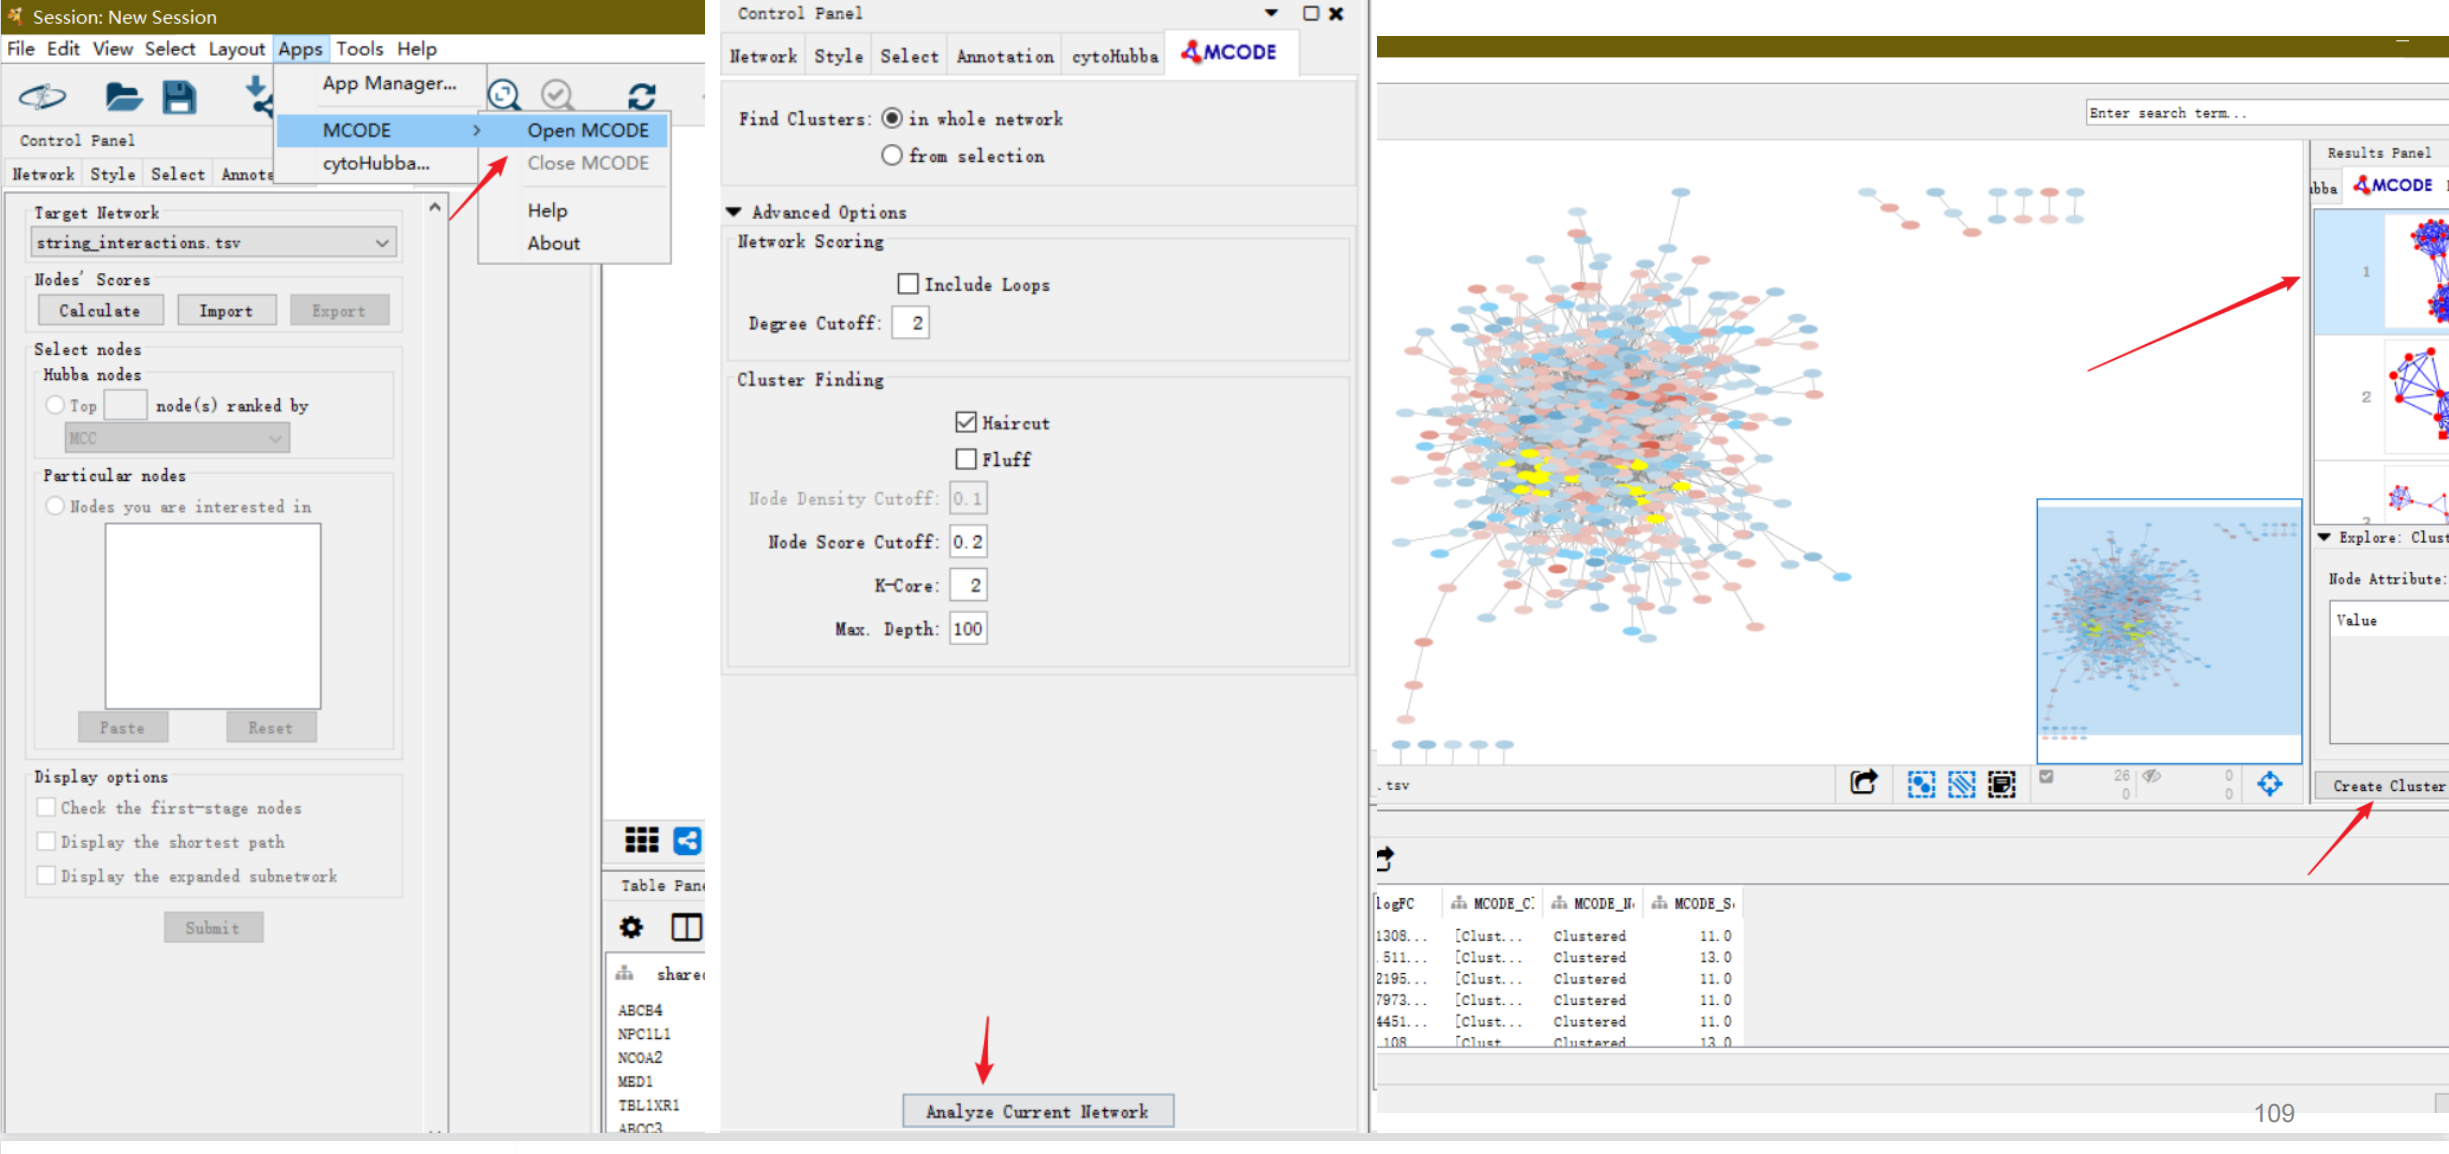 Session: New Session
File Edit View Select Layout Apps Tools Help
App Manager...
MCODE > Open MCODE
cytoHubba... Close MCODE
Help
About
Control Panel
Network Style Select
Target Network
string_interactions.tsv
Nodes' Scores
Calculate Import Export
Select nodes
Hubba nodes
Top node(s) ranked by
MCC
Particular nodes
Nodes you are interested in
Paste Reset
Display options
Check the first-stage nodes
Display the shortest path
Display the expanded subnetwork
Submit
Table
ABCB4
NPC1L1
NCOA2
MED1
TBL1XR1
ABCC3
Control Panel
Network Style Select Annotation cytoHubba MCODE
Find Clusters: in whole network
from selection
Advanced Options
Network Scoring
Include Loops
Degree Cutoff: 2
Cluster Finding
Haircut
Fluff
Node Density Cutoff: 0.1
Node Score Cutoff: 0.2
K-Core: 2
Max. Depth: 100
Analyze Current Network
Enter search term...
Results Panel
MCODE
1
2
Explore:
Node Attribute:
Value
.tsv
26
0
0
0
Create Cluster
logFC MCODE_C MCODE_N MCODE_S
1308... [Clust... Clustered 11.0
511... [Clust... Clustered 13.0
2195... [Clust... Clustered 11.0
7973... [Clust... Clustered 11.0
4451... [Clust... Clustered 11.0
108 [Clust Clustered 13.0
109